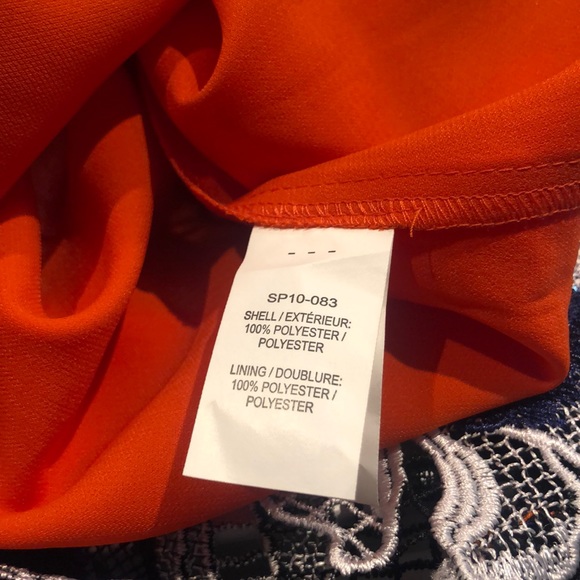 - - -
SP10-083
SHELL / EXTÉRIEUR:
100% POLYESTER /
POLYESTER
LINING / DOUBLURE:
100% POLYESTER /
POLYESTER